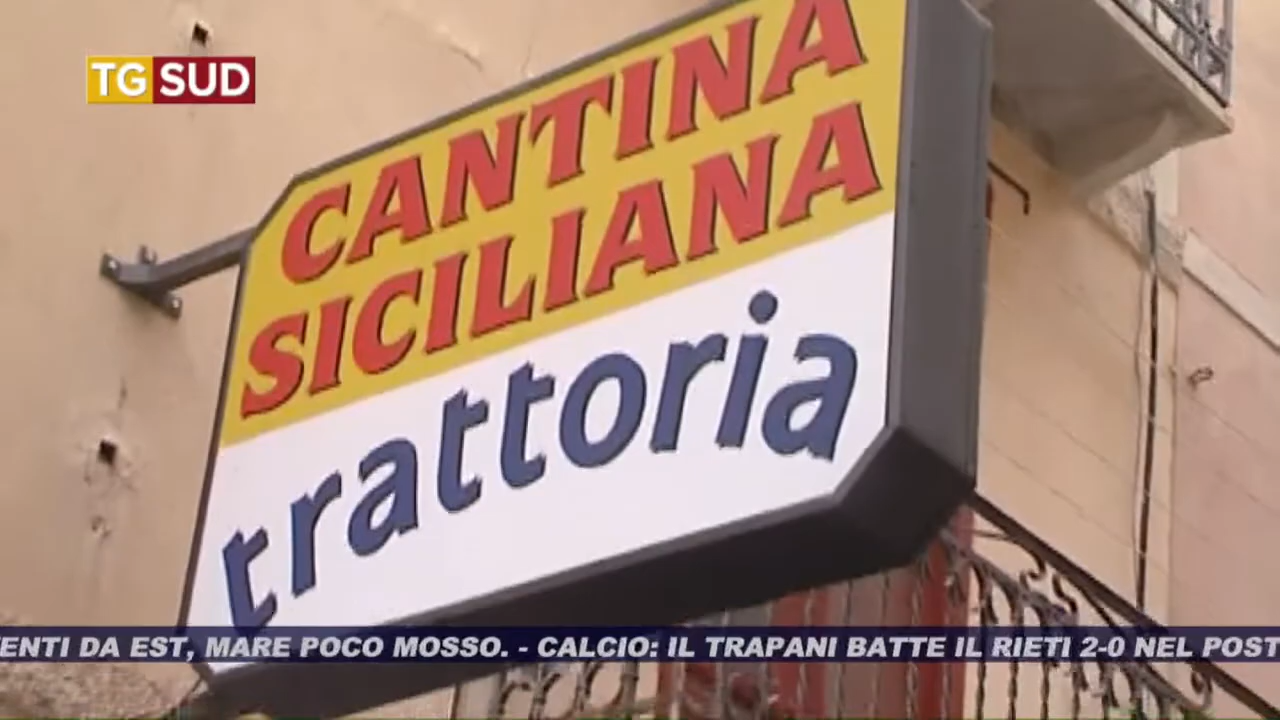 TG SUD
CANTINA
SICILIANA
trattoria
VENTI DA EST, MARE POCO MOSSO. - CALCIO: IL TRAPANI BATTE IL RIETI 2-0 NEL POST